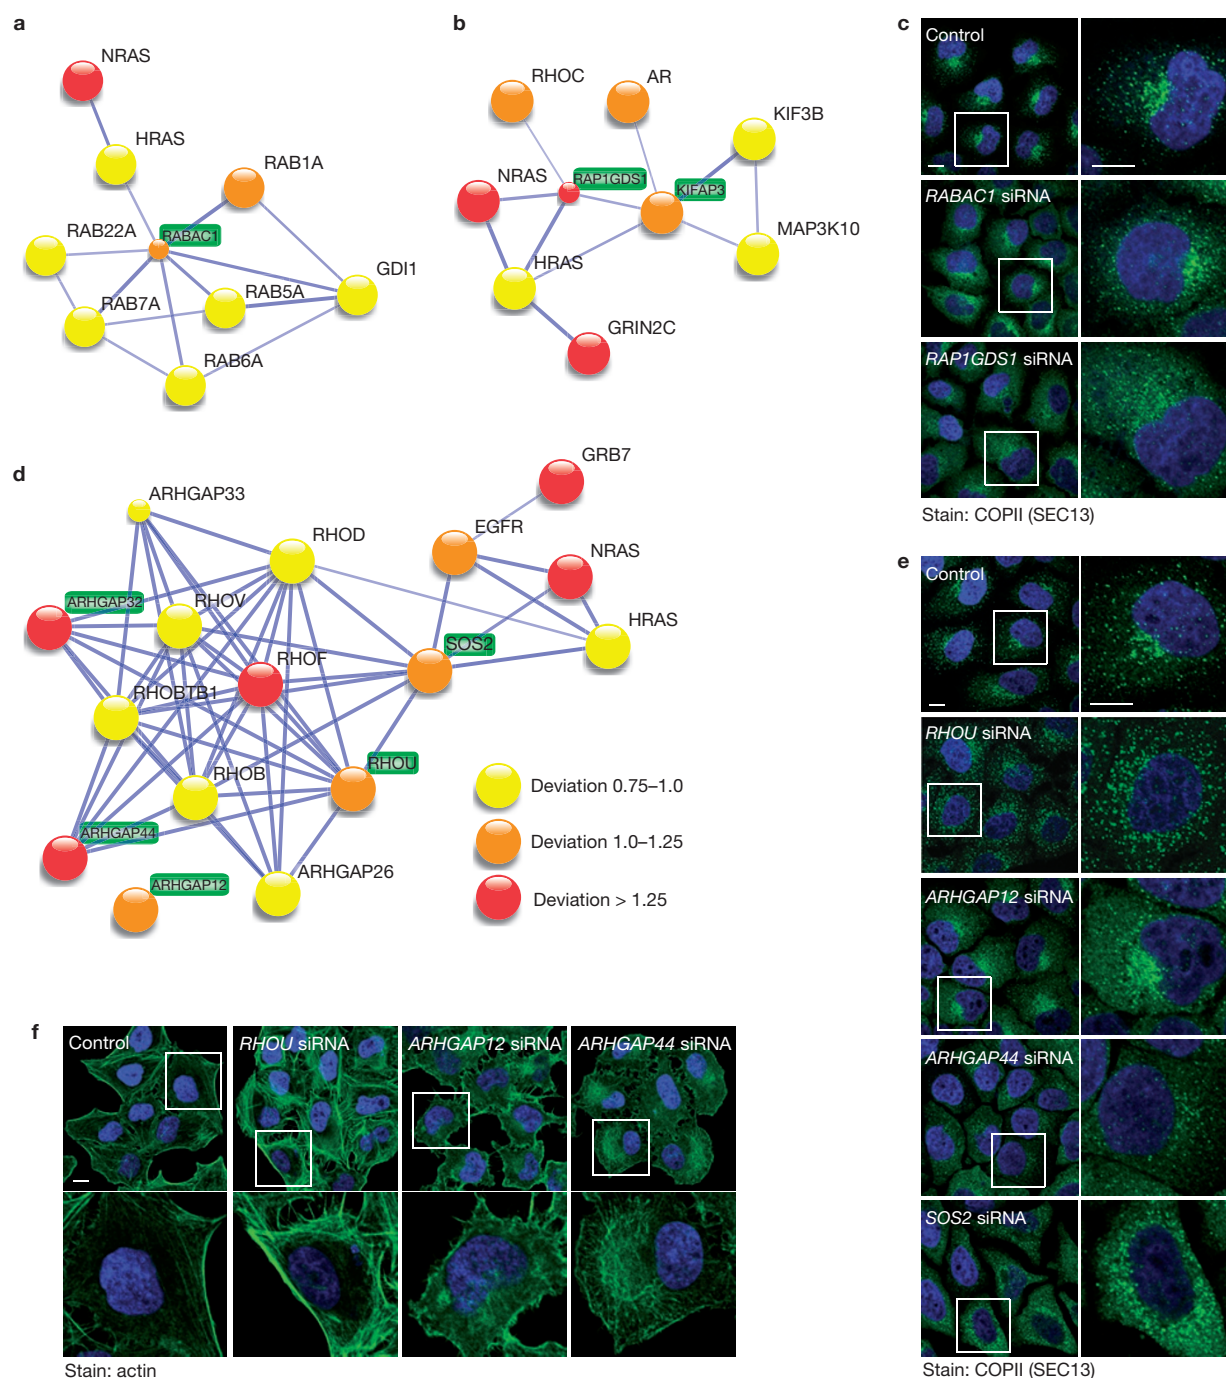 a
NRAS
HRAS
RAB1A
RAB22A
RABAC1
GDI1
RAB7A
RAB5A
RAB6A
b
RHOC
AR
KIF3B
NRAS
RAP1GDS1
KIFAP3
MAP3K10
HRAS
GRIN2C
c
Control
RABAC1 siRNA
RAP1GDS1 siRNA
Stain: COPII (SEC13)
d
GRB7
ARHGAP33
EGFR
RHOD
NRAS
ARHGAP32
RHOV
HRAS
SOS2
RHOF
RHOBTB1
RHOU
RHOB
ARHGAP44
ARHGAP26
ARHGAP12
Deviation 0.75–1.0
Deviation 1.0–1.25
Deviation > 1.25
e
Control
RHOU siRNA
ARHGAP12 siRNA
ARHGAP44 siRNA
SOS2 siRNA
Stain: COPII (SEC13)
f
Control
RHOU siRNA
ARHGAP12 siRNA
ARHGAP44 siRNA
Stain: actin